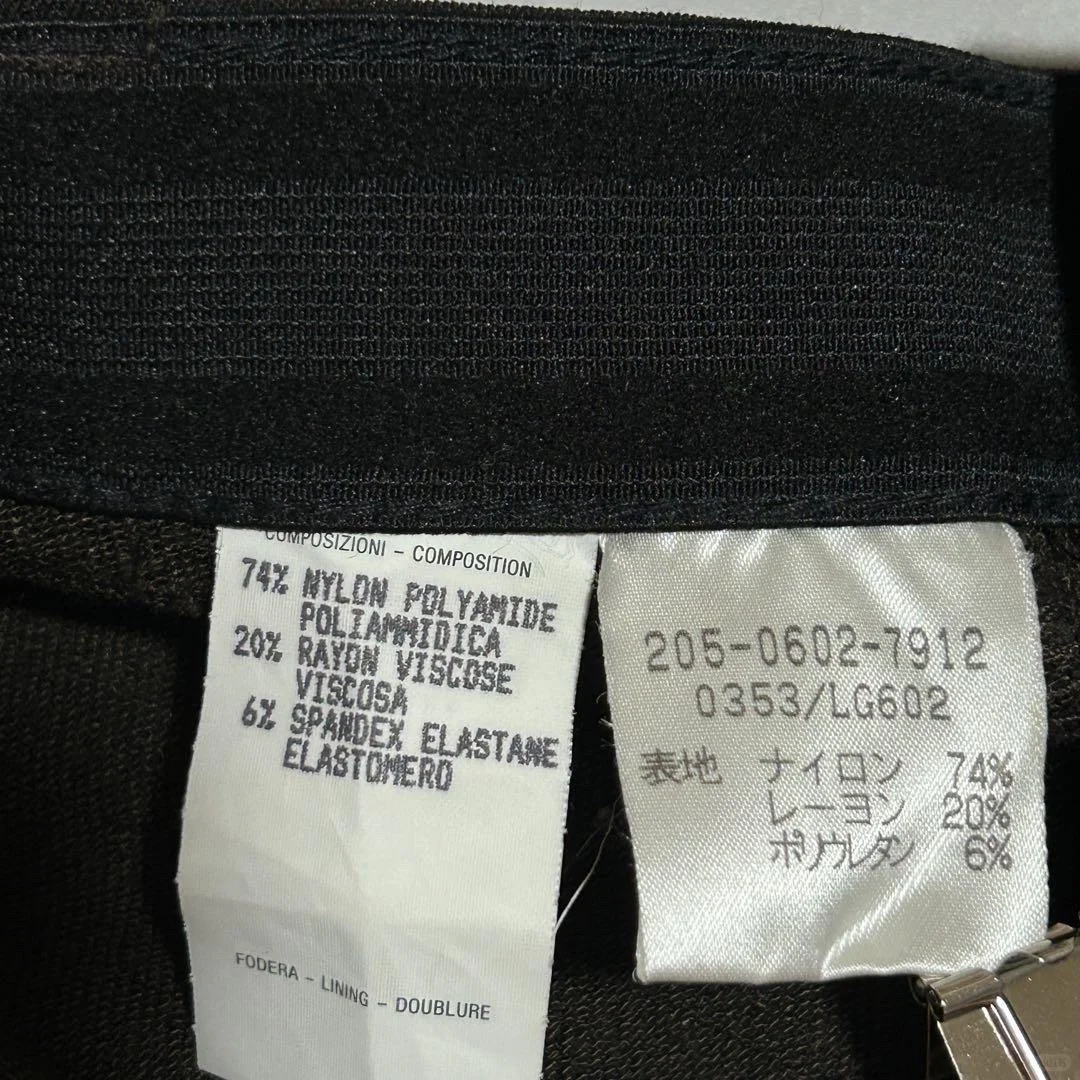 COMPOSIZIONI - COMPOSITION
74% NYLON POLYAMIDE
POLIAMMIDICA
20% RAYON VISCOSE
VISCOSA
6% SPANDEX ELASTANE
ELASTOMERO
FODERA - LINING - DOUBLURE
205-0602-7912
0353/LG602
表地 ナイロン 74%
レーヨン 20%
ポリウレタン 6%